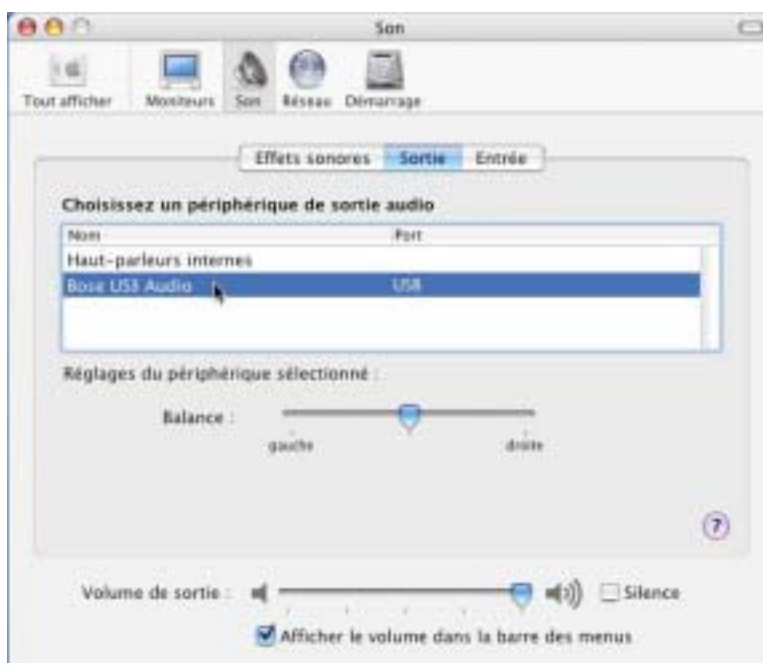 Son
Tout afficher Moniteurs Son Réseau Démarrage
Effets sonores Sortie Entrée
Choisissez un périphérique de sortie audio
Nom Port
Haut-parleurs internes
Bose USB Audio USB
Réglages du périphérique sélectionné :
Balance :
gauche droite
?
Volume de sortie : Silence
Afficher le volume dans la barre des menus